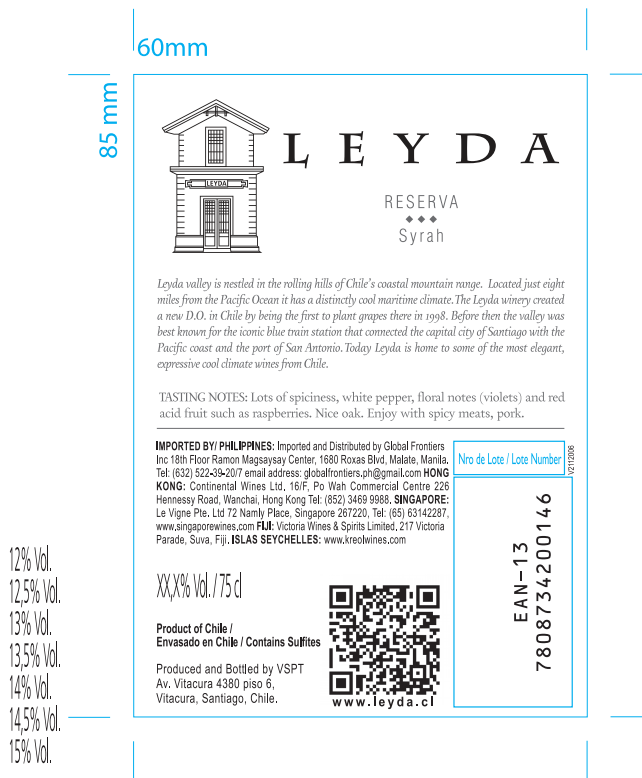 60mm
85 mm
LEYDA
LEYDA
RESERVA
Syrah
Leyda valley is nestled in the rolling hills of Chile's coastal mountain range. Located just eight
miles from the Pacific Ocean it has a distinctly cool maritime climate. The Leyda winery created
a new D.O. in Chile by being the first to plant grapes there in 1998. Before then the valley was
best known for the iconic blue train station that connected the capital city of Santiago with the
Pacific coast and the port of San Antonio. Today Leyda is home to some of the most elegant,
expressive cool climate wines from Chile.
TASTING NOTES: Lots of spiciness, white pepper, floral notes (violets) and red
acid fruit such as raspberries. Nice oak. Enjoy with spicy meats, pork.
IMPORTED BY/ PHILIPPINES: Imported and Distributed by Global Frontiers
Inc 18th Floor Ramon Magsaysay Center, 1680 Roxas Blvd, Malate, Manila.
Tel: (632) 522-39-20/7 email address: globalfrontiers.ph@gmail.com HONG
KONG: Continental Wines Ltd. 16/F, Po Wah Commercial Centre 226
Hennessy Road, Wanchai, Hong Kong Tel: (852) 3469 9988. SINGAPORE:
Le Vigne Pte. Ltd 72 Namly Place, Singapore 267220, Tel: (65) 63142287,
www.singaporewines.com FIJI: Victoria Wines & Spirits Limited, 217 Victoria
Parade, Suva, Fiji. ISLAS SEYCHELLES: www.kreolwines.com
Nro de Lote / Lote Number
V2112006
EAN-13
7808734200146
XX,X% Vol. / 75 cl
Product of Chile /
Envasado en Chile / Contains Sulfites
Produced and Bottled by VSPT
Av. Vitacura 4380 piso 6,
Vitacura, Santiago, Chile.
www.leyda.cl
12% Vol.
12,5% Vol.
13% Vol.
13,5% Vol.
14% Vol.
14,5% Vol.
15% Vol.